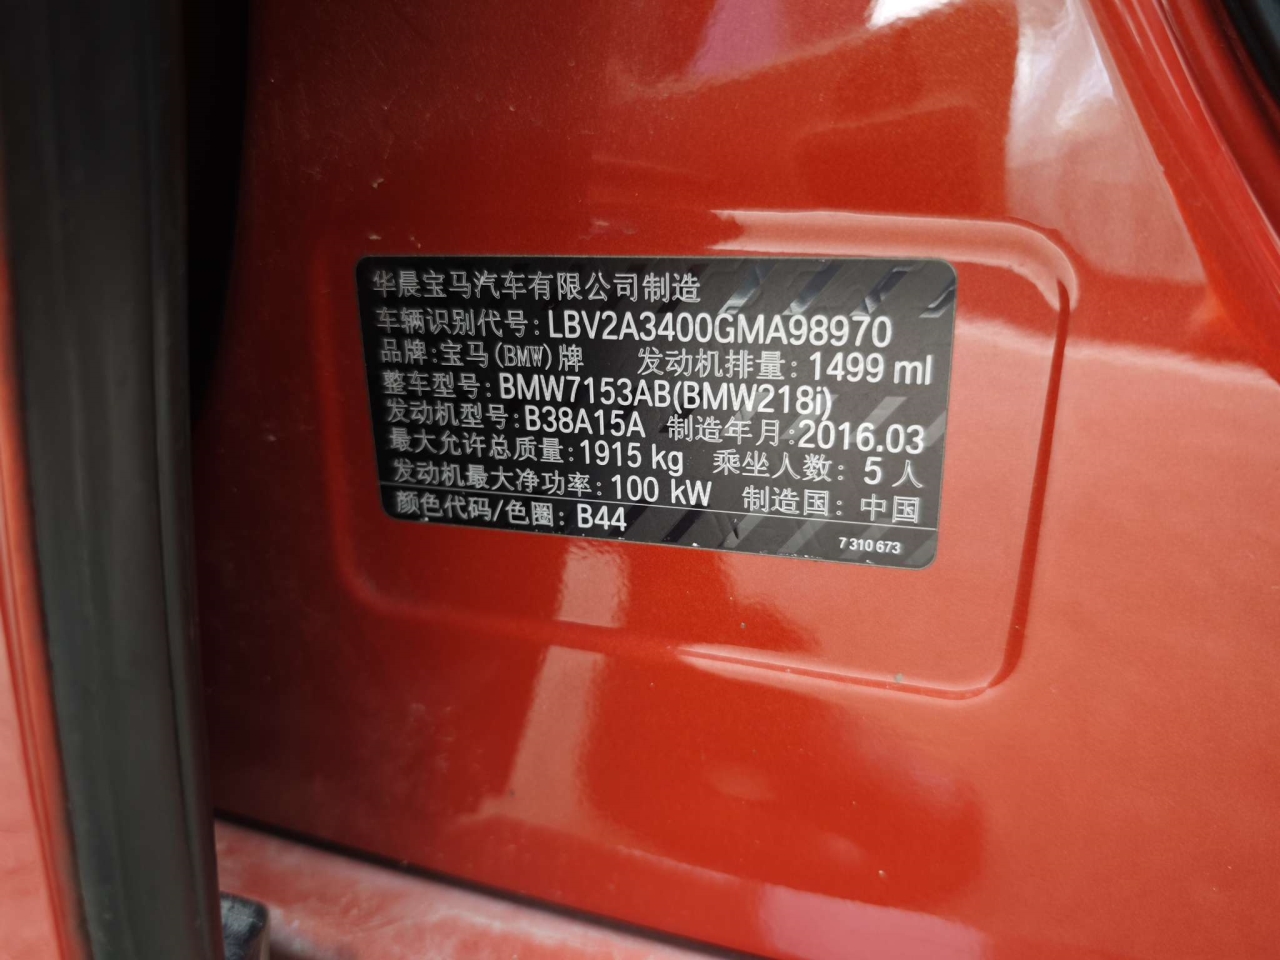 华晨宝马汽车有限公司制造
车辆识别代号:LBV2A3400GMA98970
品牌:宝马(BMW)牌 发动机排量: 1499 ml
整车型号: BMW7153AB(BMW218i)
发动机型号: B38A15A 制造年月:2016.03
最大允许总质量:1915 kg 乘坐人数: 5 人
发动机最大净功率: 100 kW 制造国: 中国
颜色代码/色圈: B44
7 310 673